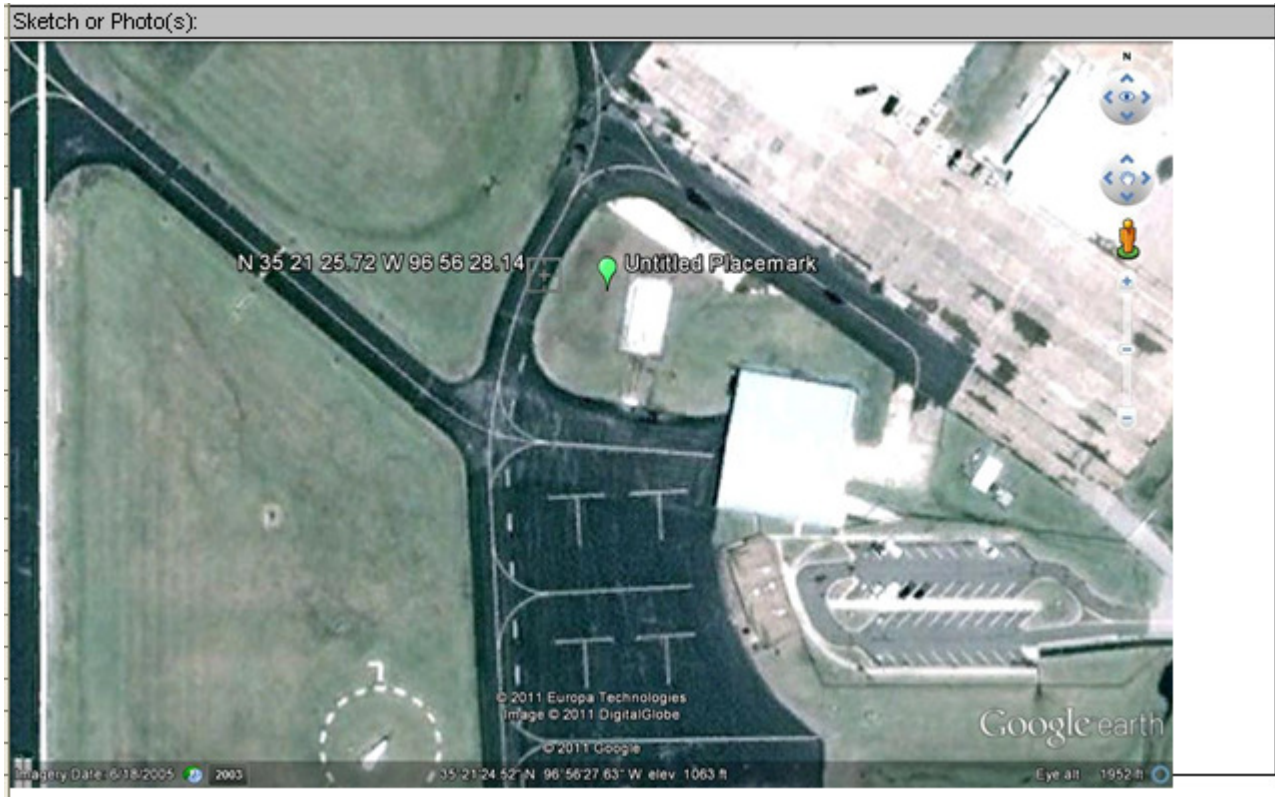 Sketch or Photo(s):
N
N 35 21 25.72 W 96 56 28.14
Untitled Placemark
© 2011 Europa Technologies
Image © 2011 DigitalGlobe
© 2011 Google
Google earth
Imagery Date: 6/18/2005 2003 35°21'24.52" N 96°56'27.63" W elev 1063 ft Eye alt 1952 ft